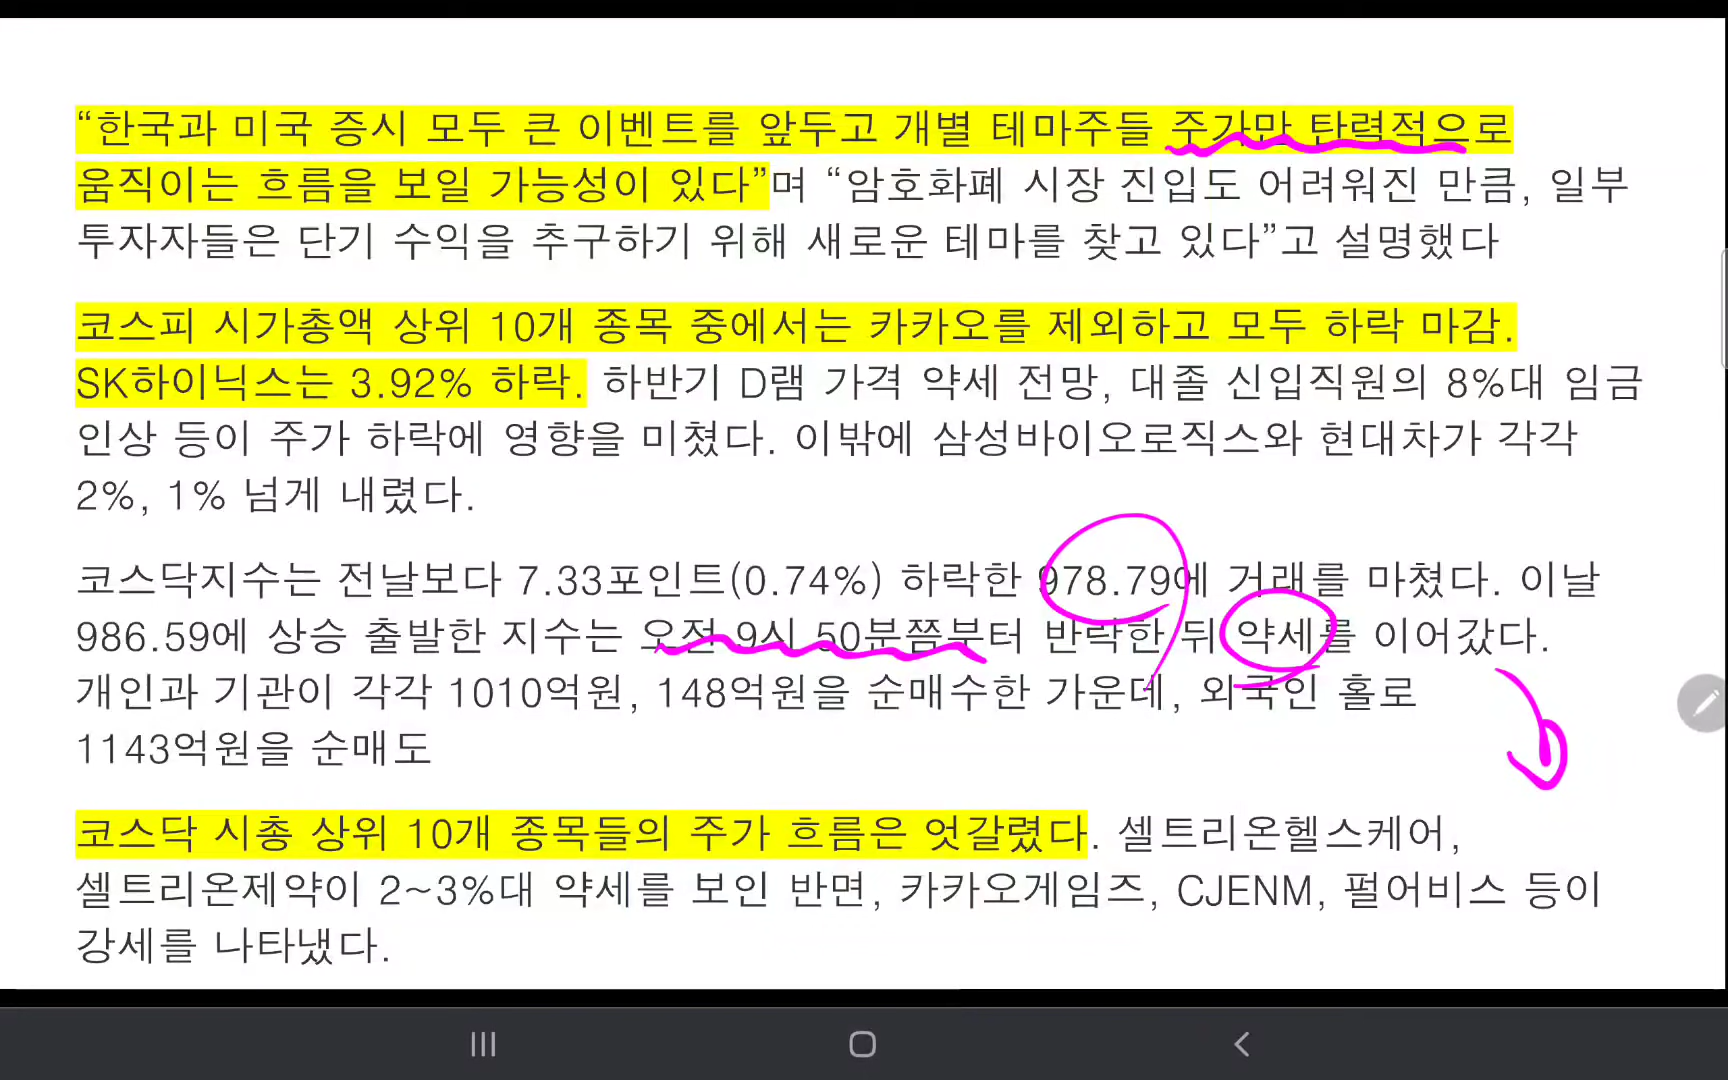 “한국과 미국 증시 모두 큰 이벤트를 앞두고 개별 테마주들 주가만 탄력적으로
움직이는 흐름을 보일 가능성이 있다”며 “암호화폐 시장 진입도 어려워진 만큼, 일부
투자자들은 단기 수익을 추구하기 위해 새로운 테마를 찾고 있다”고 설명했다
코스피 시가총액 상위 10개 종목 중에서는 카카오를 제외하고 모두 하락 마감.
SK하이닉스는 3.92% 하락. 하반기 D램 가격 약세 전망, 대졸 신입직원의 8%대 임금
인상 등이 주가 하락에 영향을 미쳤다. 이밖에 삼성바이오로직스와 현대차가 각각
2%, 1% 넘게 내렸다.
코스닥지수는 전날보다 7.33포인트(0.74%) 하락한 978.79에 거래를 마쳤다. 이날
986.59에 상승 출발한 지수는 오전 9시 50분쯤부터 반락한 뒤 약세를 이어갔다.
개인과 기관이 각각 1010억원, 148억원을 순매수한 가운데, 외국인 홀로
1143억원을 순매도
코스닥 시총 상위 10개 종목들의 주가 흐름은 엇갈렸다. 셀트리온헬스케어,
셀트리온제약이 2~3%대 약세를 보인 반면, 카카오게임즈, CJENM, 펄어비스 등이
강세를 나타냈다.